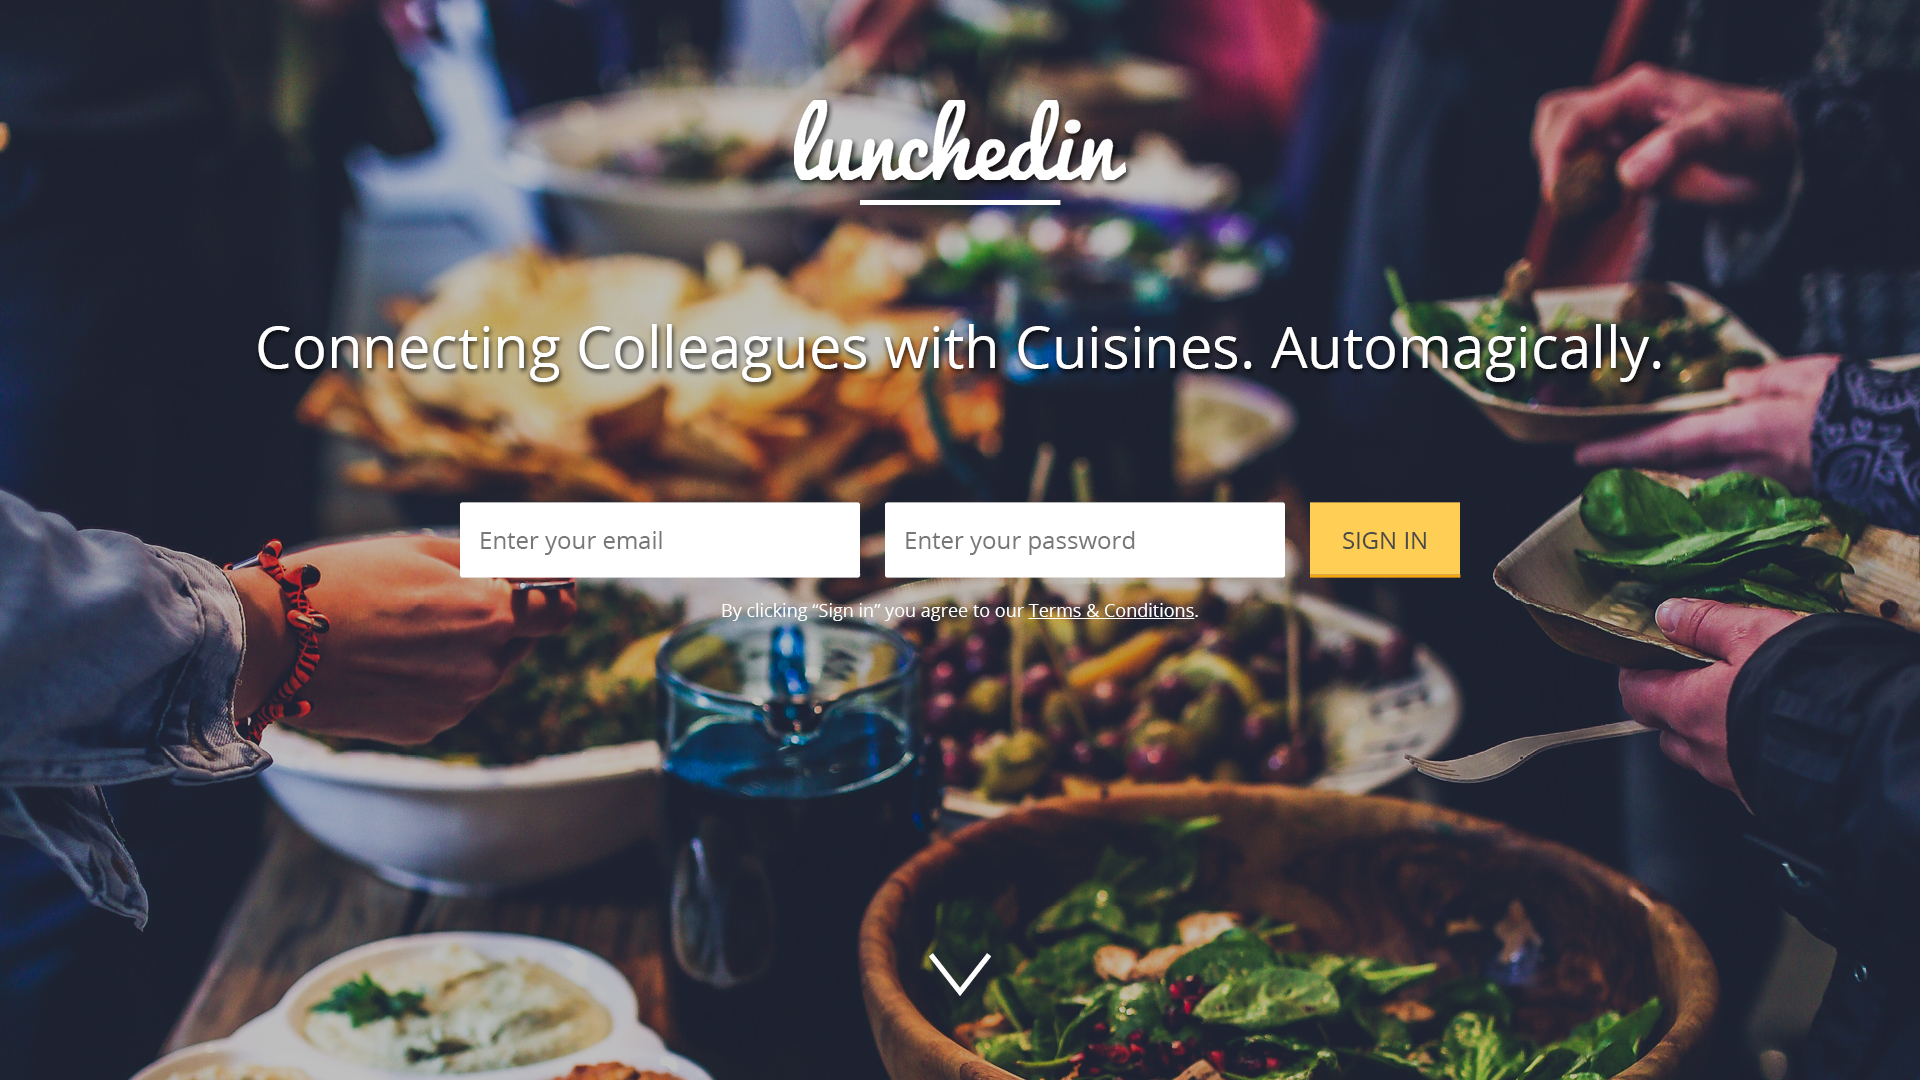 lunchedin
Connecting Colleagues with Cuisines. Automagically.
Enter your email
Enter your password
SIGN IN
By clicking “Sign in” you agree to our Terms & Conditions.